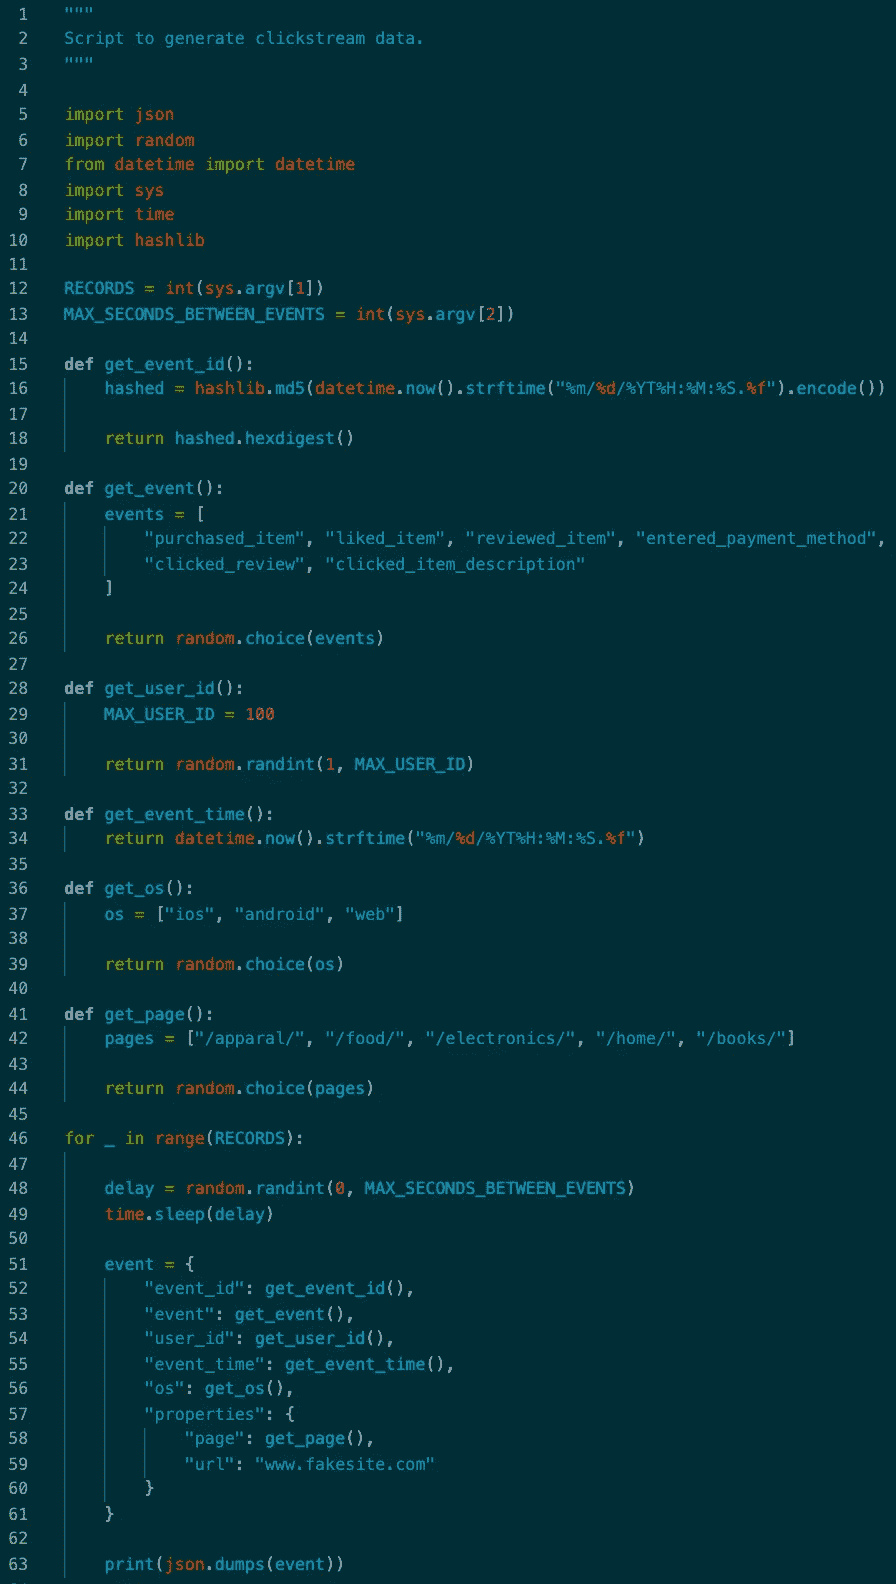 1 """
2 Script to generate clickstream data.
3 """
4
5 import json
6 import random
7 from datetime import datetime
8 import sys
9 import time
10 import hashlib
11
12 RECORDS = int(sys.argv[1])
13 MAX_SECONDS_BETWEEN_EVENTS = int(sys.argv[2])
14
15 def get_event_id():
16     hashed = hashlib.md5(datetime.now().strftime("%m/%d/%YT%H:%M:%S.%f").encode())
17
18     return hashed.hexdigest()
19
20 def get_event():
21     events = [
22         "purchased_item", "liked_item", "reviewed_item", "entered_payment_method",
23         "clicked_review", "clicked_item_description"
24     ]
25
26     return random.choice(events)
27
28 def get_user_id():
29     MAX_USER_ID = 100
30
31     return random.randint(1, MAX_USER_ID)
32
33 def get_event_time():
34     return datetime.now().strftime("%m/%d/%YT%H:%M:%S.%f")
35
36 def get_os():
37     os = ["ios", "android", "web"]
38
39     return random.choice(os)
40
41 def get_page():
42     pages = ["/apparal/", "/food/", "/electronics/", "/home/", "/books/"]
43
44     return random.choice(pages)
45
46 for _ in range(RECORDS):
47
48     delay = random.randint(0, MAX_SECONDS_BETWEEN_EVENTS)
49     time.sleep(delay)
50
51     event = {
52         "event_id": get_event_id(),
53         "event": get_event(),
54         "user_id": get_user_id(),
55         "event_time": get_event_time(),
56         "os": get_os(),
57         "properties": {
58             "page": get_page(),
59             "url": "www.fakesite.com"
60         }
61     }
62
63     print(json.dumps(event))